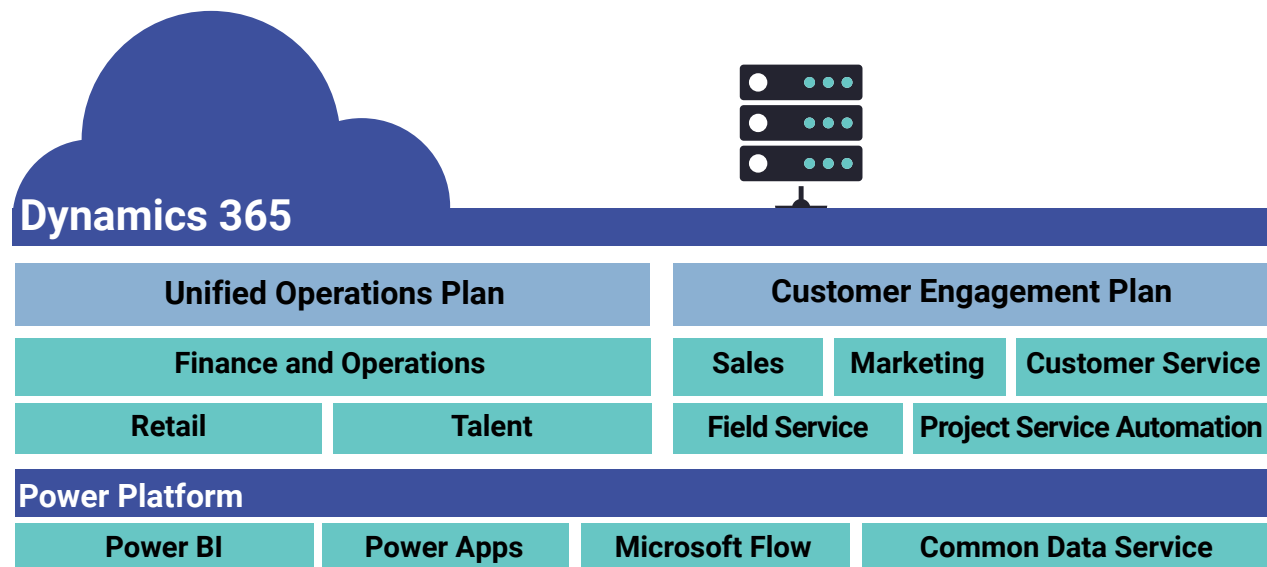 Dynamics 365
Unified Operations Plan
Customer Engagement Plan
Finance and Operations
Sales
Marketing
Customer Service
Retail
Talent
Field Service
Project Service Automation
Power Platform
Power BI
Power Apps
Microsoft Flow
Common Data Service